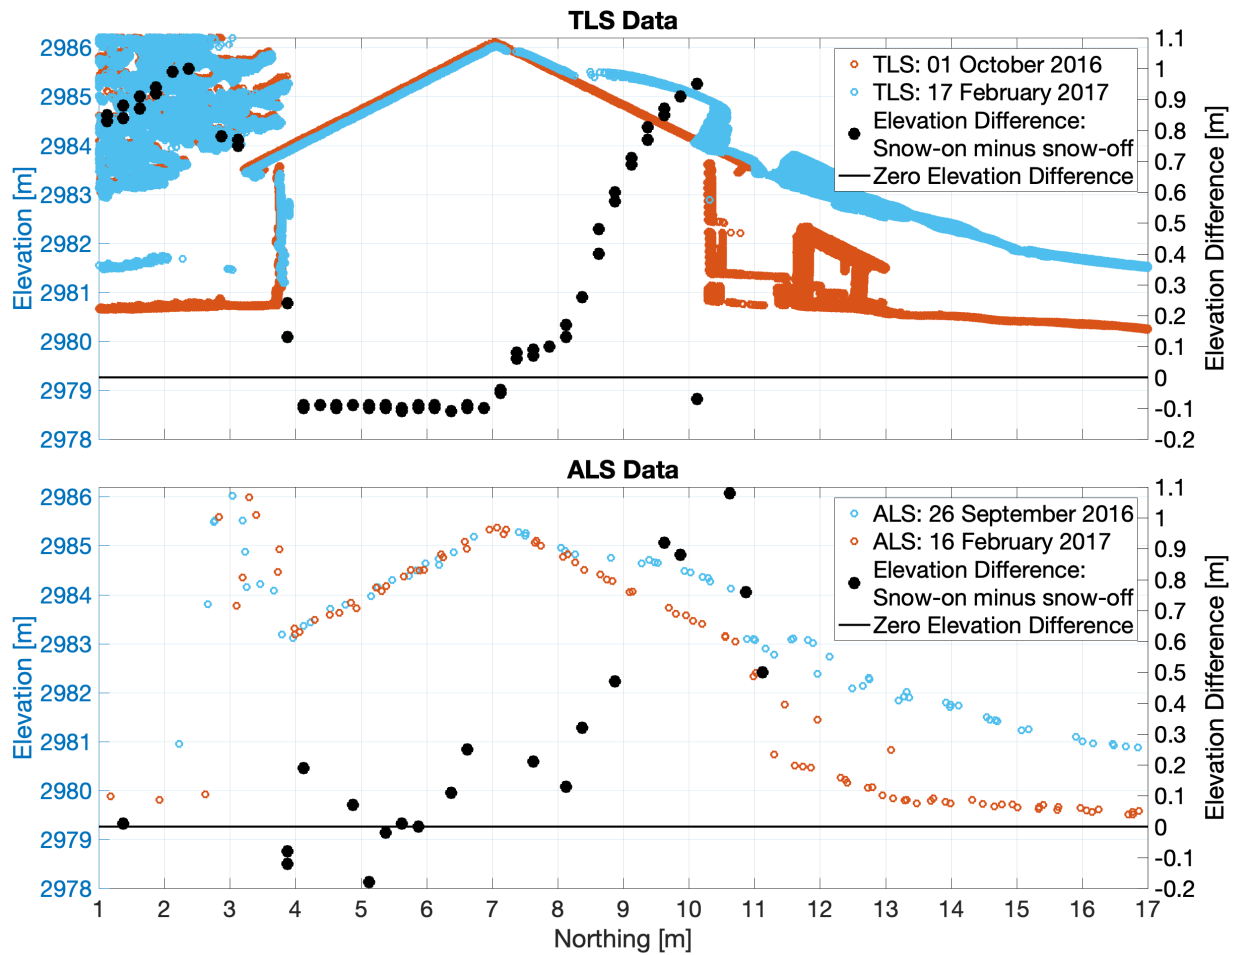 TLS Data
2986
2985
2984
2983
2982
2981
2980
2979
2978
Elevation [m]
TLS: 01 October 2016
TLS: 17 February 2017
Elevation Difference:
Snow-on minus snow-off
Zero Elevation Difference
1.1
1
0.9
0.8
0.7
0.6
0.5
0.4
0.3
0.2
0.1
0
-0.1
-0.2
Elevation Difference [m]
ALS Data
2986
2985
2984
2983
2982
2981
2980
2979
2978
Elevation [m]
ALS: 26 September 2016
ALS: 16 February 2017
Elevation Difference:
Snow-on minus snow-off
Zero Elevation Difference
1.1
1
0.9
0.8
0.7
0.6
0.5
0.4
0.3
0.2
0.1
0
-0.1
-0.2
Elevation Difference [m]
1 2 3 4 5 6 7 8 9 10 11 12 13 14 15 16 17
Northing [m]